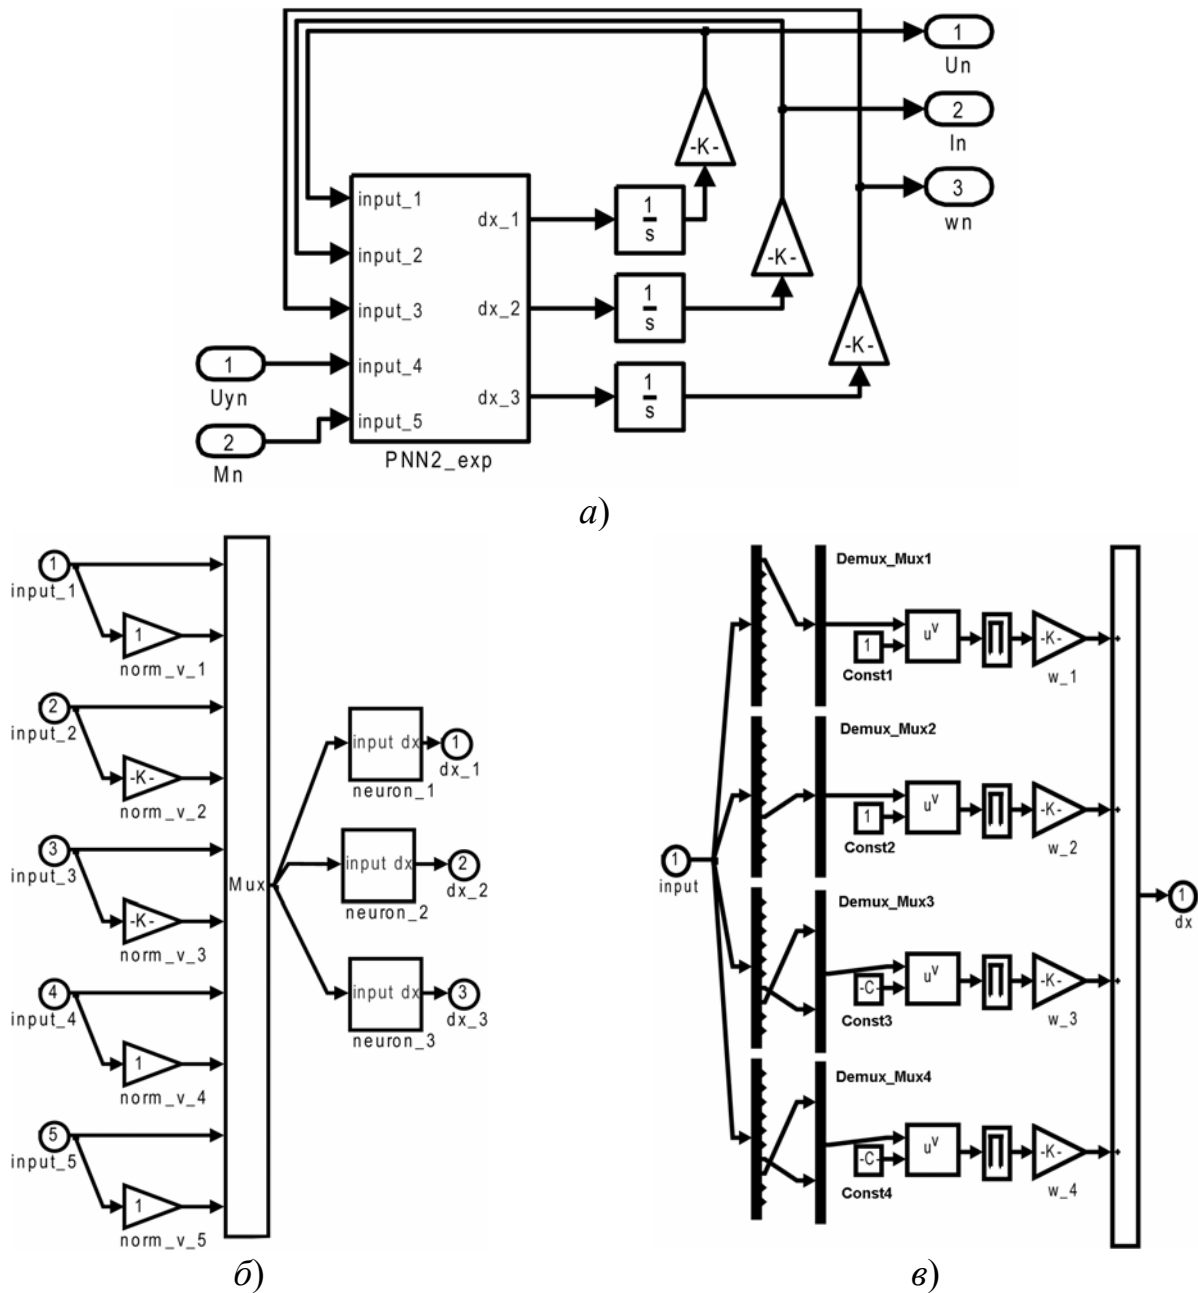 1
Un
2
In
3
wn
-K-
-K-
-K-
input_1
input_2
input_3
input_4
input_5
dx_1
dx_2
dx_3
1
s
1
s
1
s
1
Uyn
2
Mn
PNN2_exp
а)
1
input_1
1
norm_v_1
2
input_2
-K-
norm_v_2
3
input_3
-K-
norm_v_3
4
input_4
1
norm_v_4
5
input_5
1
norm_v_5
Mux
input dx
neuron_1
1
dx_1
input dx
neuron_2
2
dx_2
input dx
neuron_3
3
dx_3
б)
1
input
Demux_Mux1
1
Const1
u^v
-K-
w_1
Demux_Mux2
1
Const2
u^v
-K-
w_2
Demux_Mux3
-C-
Const3
u^v
-K-
w_3
Demux_Mux4
-C-
Const4
u^v
-K-
w_4
1
dx
в)